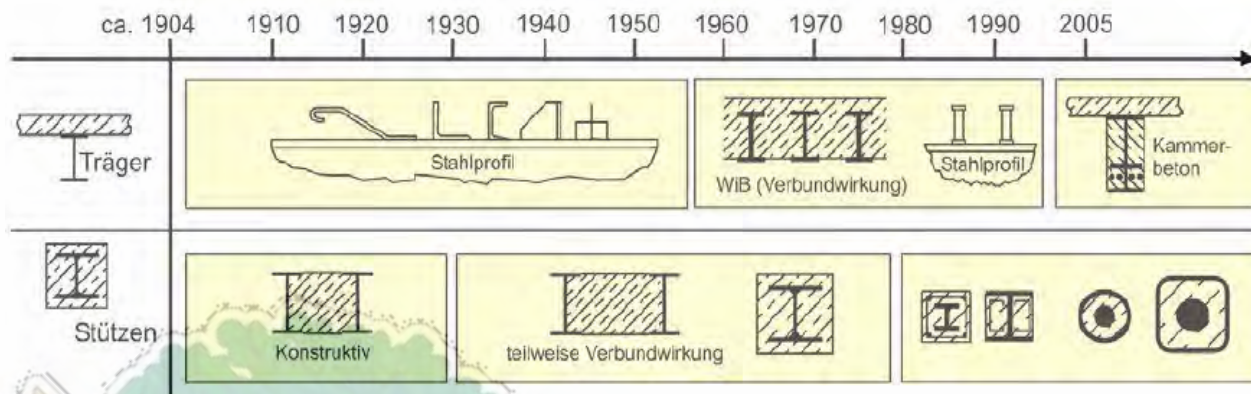 ca. 1904 1910 1920 1930 1940 1950 1960 1970 1980 1990 2005
Träger
Stahlprofil
WiB (Verbundwirkung)
Stahlprofil
Kammer-
beton
Stützen
Konstruktiv
teilweise Verbundwirkung